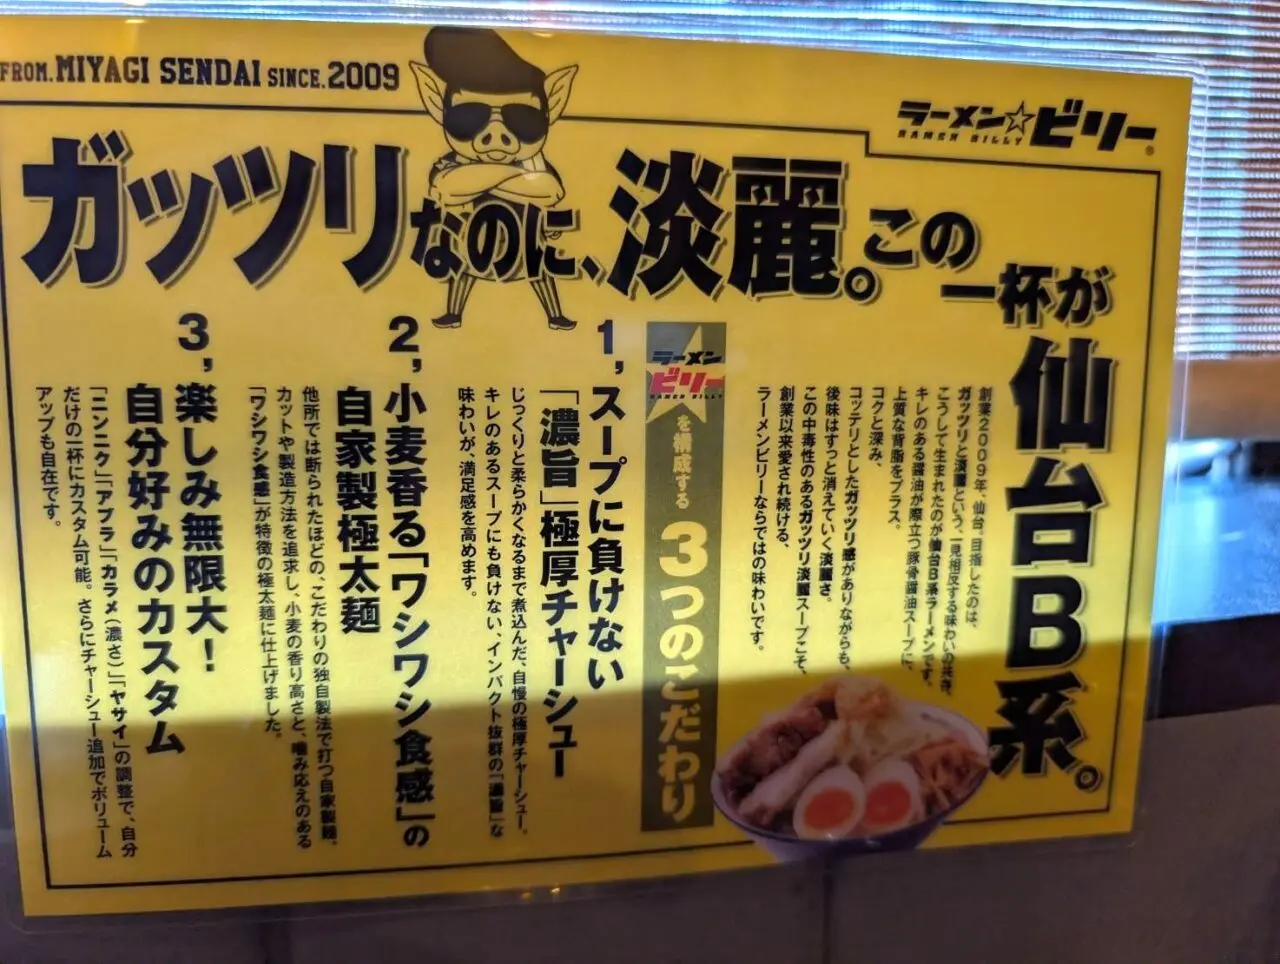 FROM. MIYAGI SENDAI SINCE. 2009
ラーメン☆ビリー®
RAMEN BILLY
ガッツリなのに、淡麗。この
一杯が
仙台B系。
創業2009年、仙台。目指したのは、
ガッツリと淡麗という、一見相反する味わいの共存。
こうして生まれたのが仙台B系ラーメンです。
キレのある醤油が際立つ豚骨醤油スープに、
上質な背脂をプラス。
コクと深み、
コッテリとしたガッツリ感がありながらも、
後味はすっと消えていく淡麗さ。
この中毒性のあるガッツリ淡麗スープこそ、
創業以来愛され続ける、
ラーメンビリーならではの味わいです。
ラーメン
ビリー
RAMEN BILLY
を構成する3つのこだわり
1,スープに負けない
「濃旨」極厚チャーシュー
じっくりと柔らかくなるまで煮込んだ、自慢の極厚チャーシュー。
キレのあるスープにも負けない、インパクト抜群の「濃旨」な
味わいが、満足感を高めます。
2,小麦香る「ワシワシ食感」の
自家製極太麺
他所では断られたほどの、こだわりの独自製法で打つ自家製麺。
カットや製造方法を追求し、小麦の香り高さと、噛み応えのある
「ワシワシ食感」が特徴の極太麺に仕上げました。
3,楽しみ無限大!
自分好みのカスタム
「ニンニク」「アブラ」「カラメ(濃さ)」「ヤサイ」の調整で、自分
だけの一杯にカスタム可能。さらにチャーシュー追加でボリューム
アップも自在です。